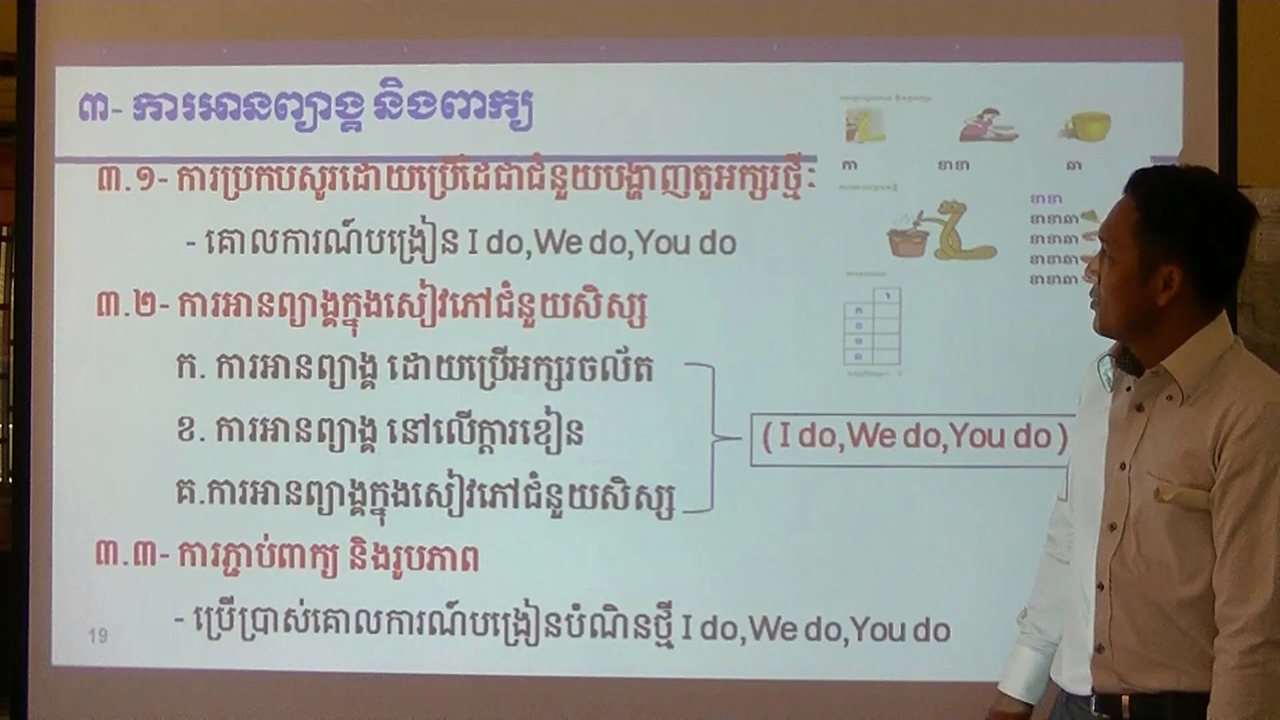 ៣- ការអានព្យាង្គ និងពាក្យ
៣.១- ការប្រកបសូរដោយប្រើដៃជាជំនួយបង្ហាញតួអក្សរថ្មីៈ
- គោលការណ៍បង្រៀន I do,We do,You do
៣.២- ការអានព្យាង្គក្នុងសៀវភៅជំនួយសិស្ស
ក. ការអានព្យាង្គ ដោយប្រើអក្សរចល័ត
ខ. ការអានព្យាង្គ នៅលើក្ដារខៀន
គ.ការអានព្យាង្គក្នុងសៀវភៅជំនួយសិស្ស
( I do,We do,You do )
៣.៣- ការភ្ជាប់ពាក្យ និងរូបភាព
- ប្រើប្រាស់គោលការណ៍បង្រៀនបំណិនថ្មី I do,We do,You do
19